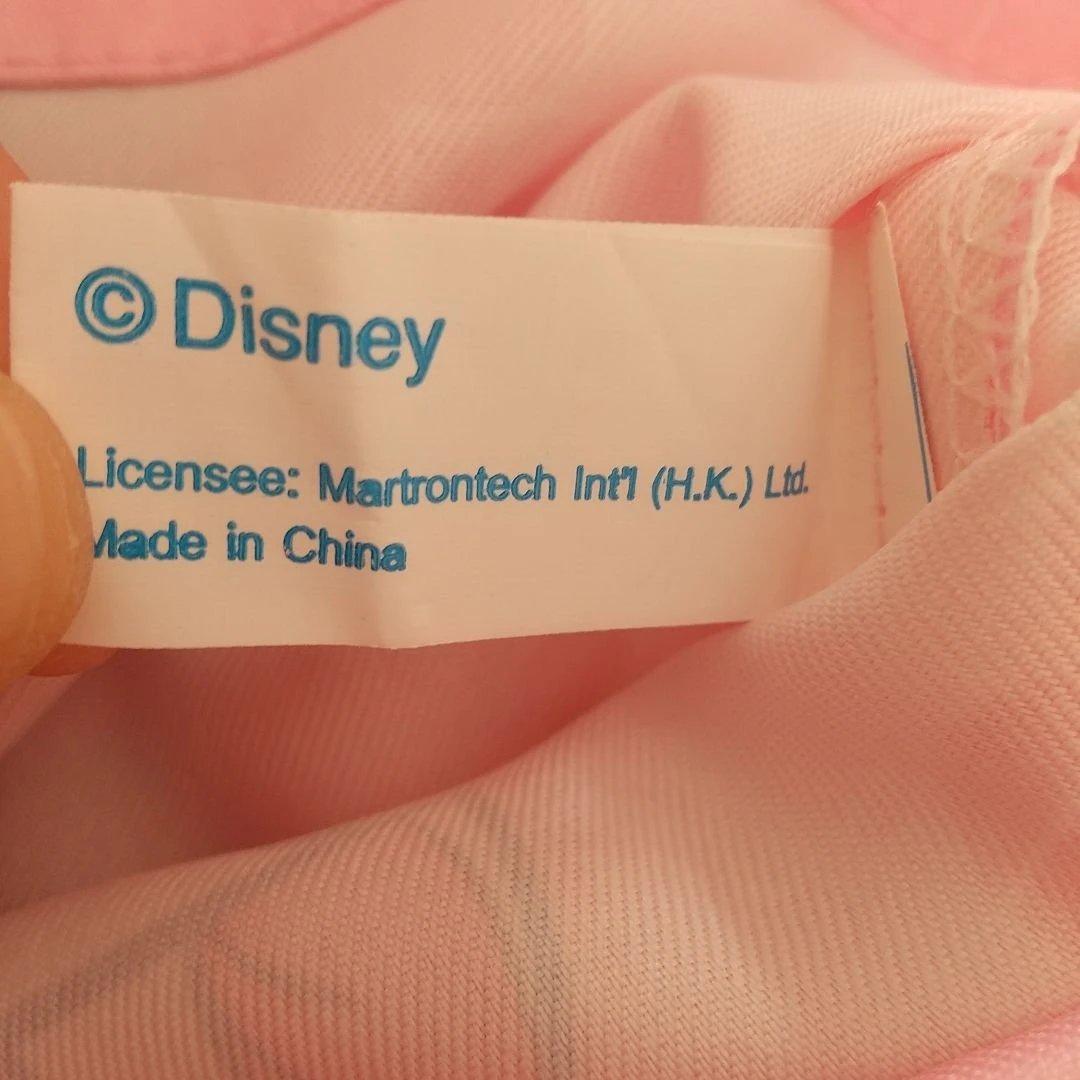 ©Disney
Licensee: Martrontech Int'l (H.K.) Ltd.
Made in China